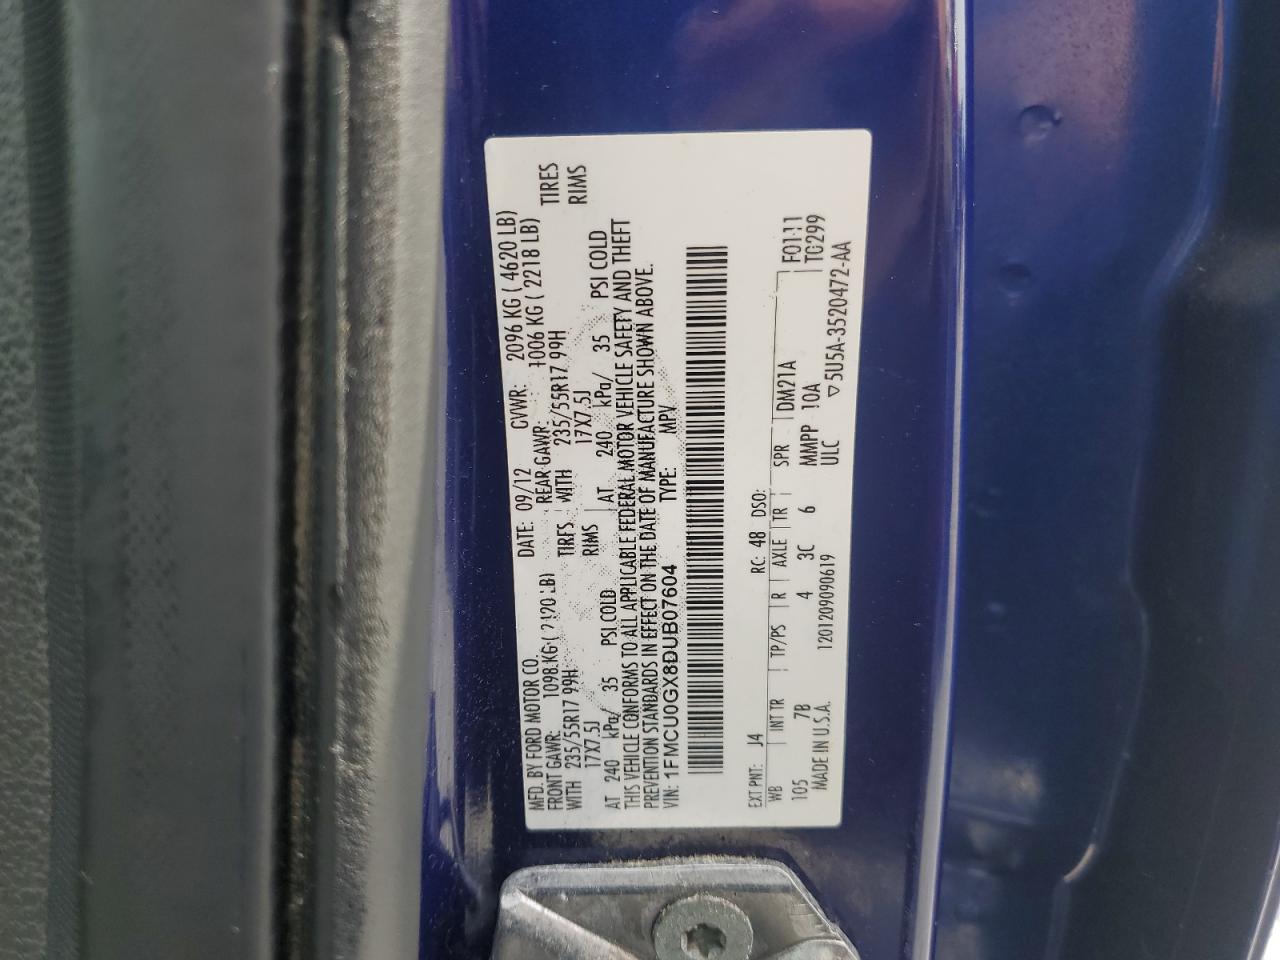 MFD. BY FORD MOTOR CO.
DATE: 09/12 GVWR: 2096 KG ( 4620 LB)
FRONT GAWR: 1098 KG ( 2420 LB) REAR GAWR: 1006 KG ( 2218 LB)
WITH 235/55R17 99H TIRES WITH 235/55R17 99H TIRES
17X7.5J RIMS 17X7.5J RIMS
AT 240 kPa/ 35 PSI COLD AT 240 kPa/ 35 PSI COLD
THIS VEHICLE CONFORMS TO ALL APPLICABLE FEDERAL MOTOR VEHICLE SAFETY AND THEFT
PREVENTION STANDARDS IN EFFECT ON THE DATE OF MANUFACTURE SHOWN ABOVE.
VIN: 1FMCU0GX8DUB07604 TYPE: MPV
EXT PNT: J4 RC: 48 DSO: F0111
WB INT TR TP/PS R AXLE TR SPR DM21A T0299
105 7B 4 3C 6 MMPP 10A
MADE IN U.S.A. 1201209090619 ULC ▽5U5A-3520472-AA